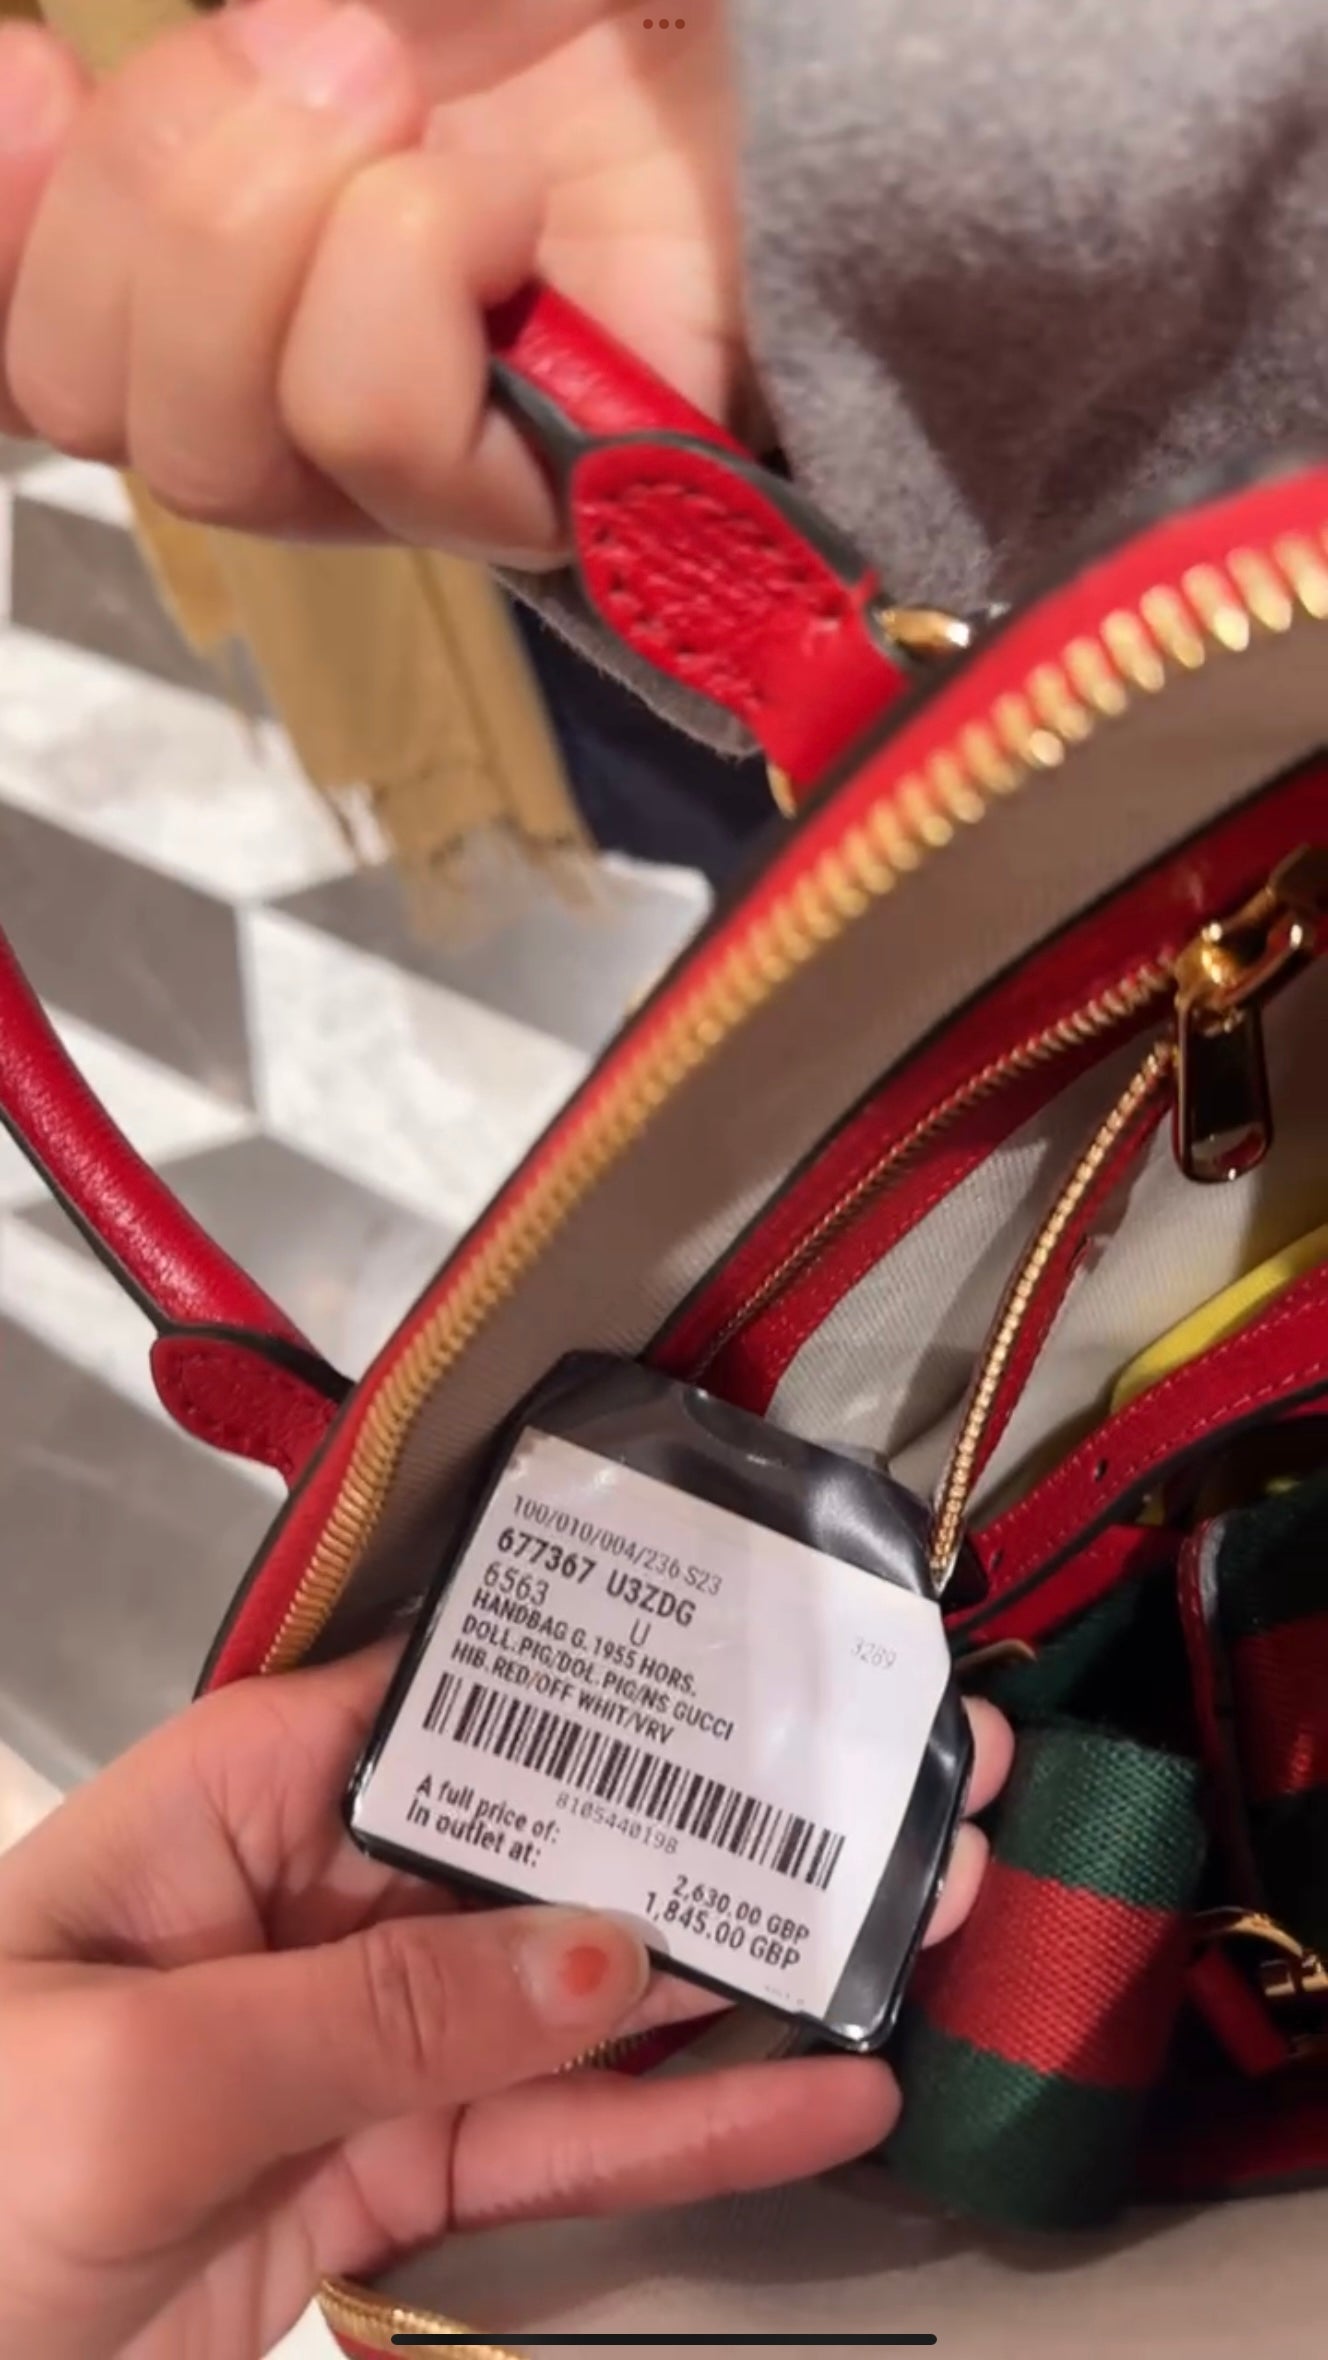 100/010/004/236 S23
677367 U3ZDG
6563 U
3289
HANDBAG G. 1955 HORS.
DOLL.PIG/DOL.PIG/NS GUCCI
HIB.RED/OFF WHIT/VRV
8105440198
A full price of: 2,630.00 GBP
In outlet at: 1,845.00 GBP